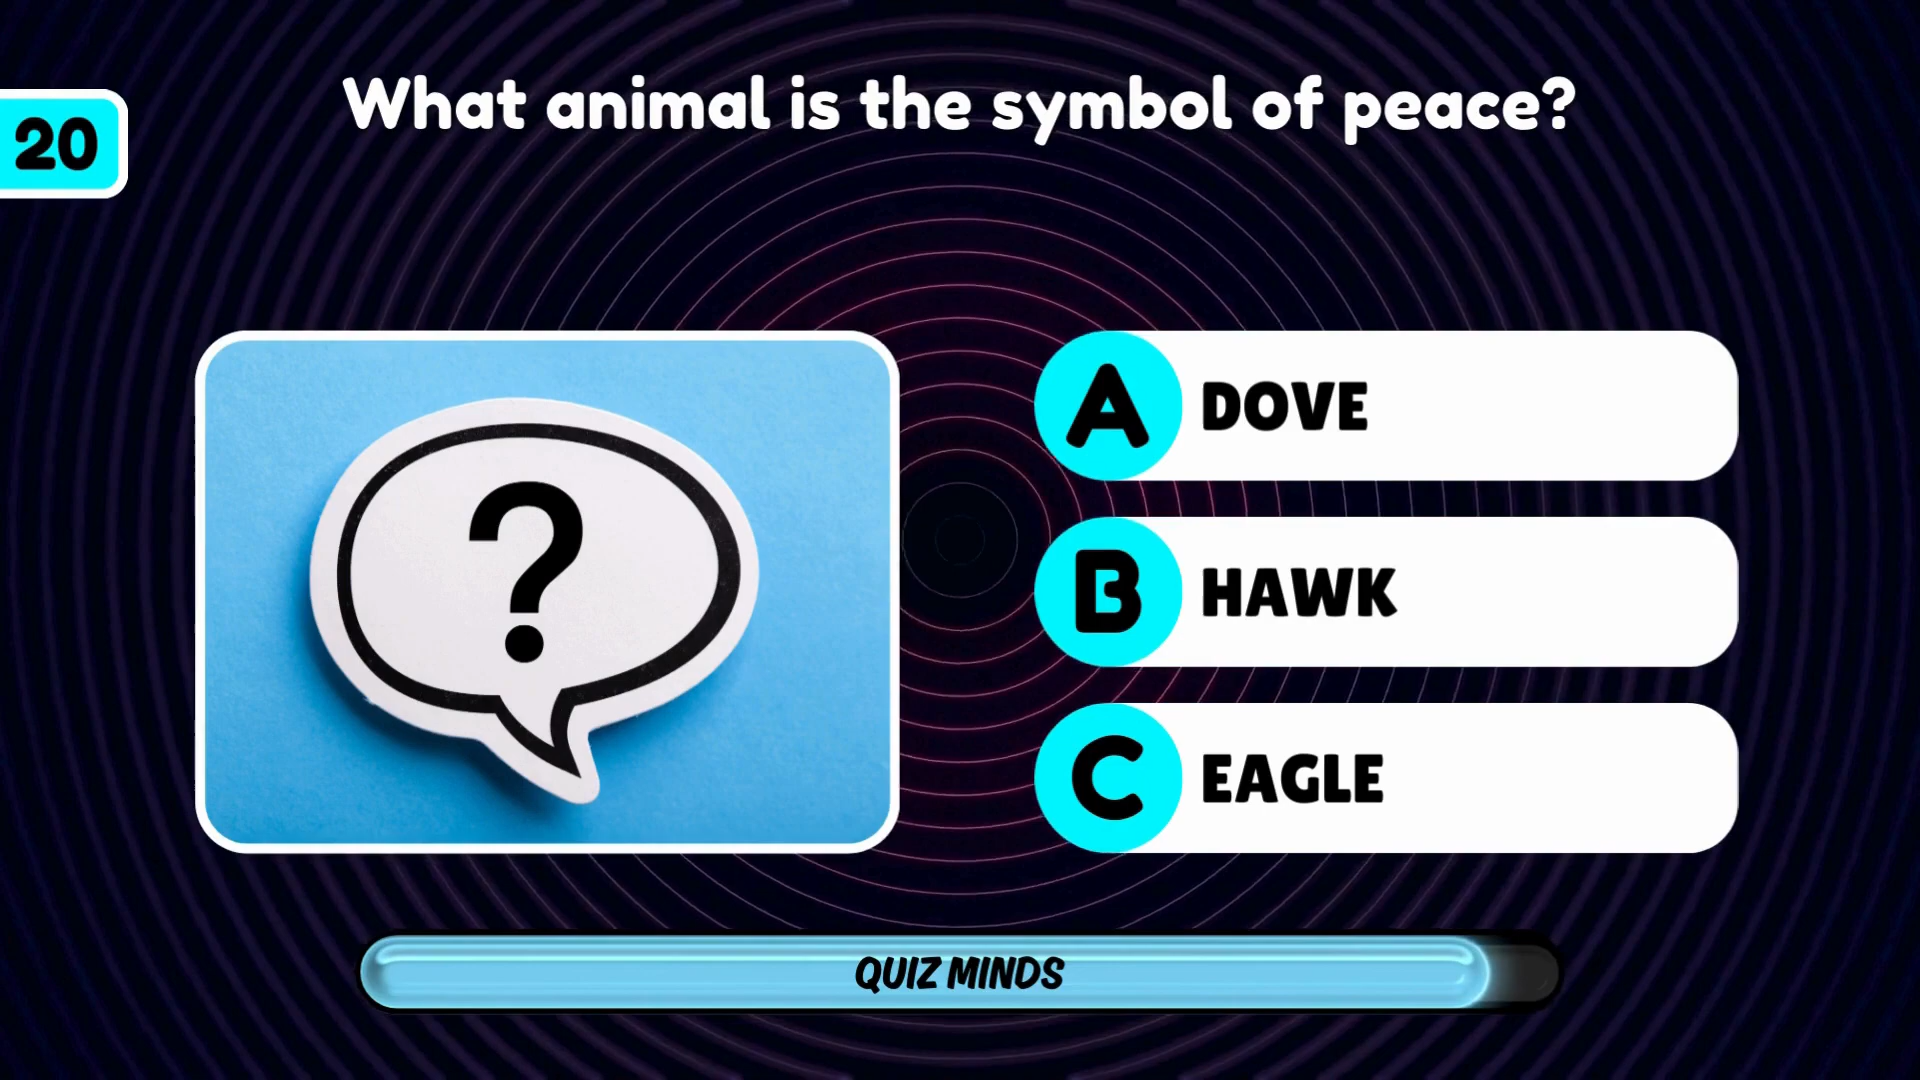 What animal is the symbol of peace?
20
?
A DOVE
B HAWK
C EAGLE
QUIZ MINDS